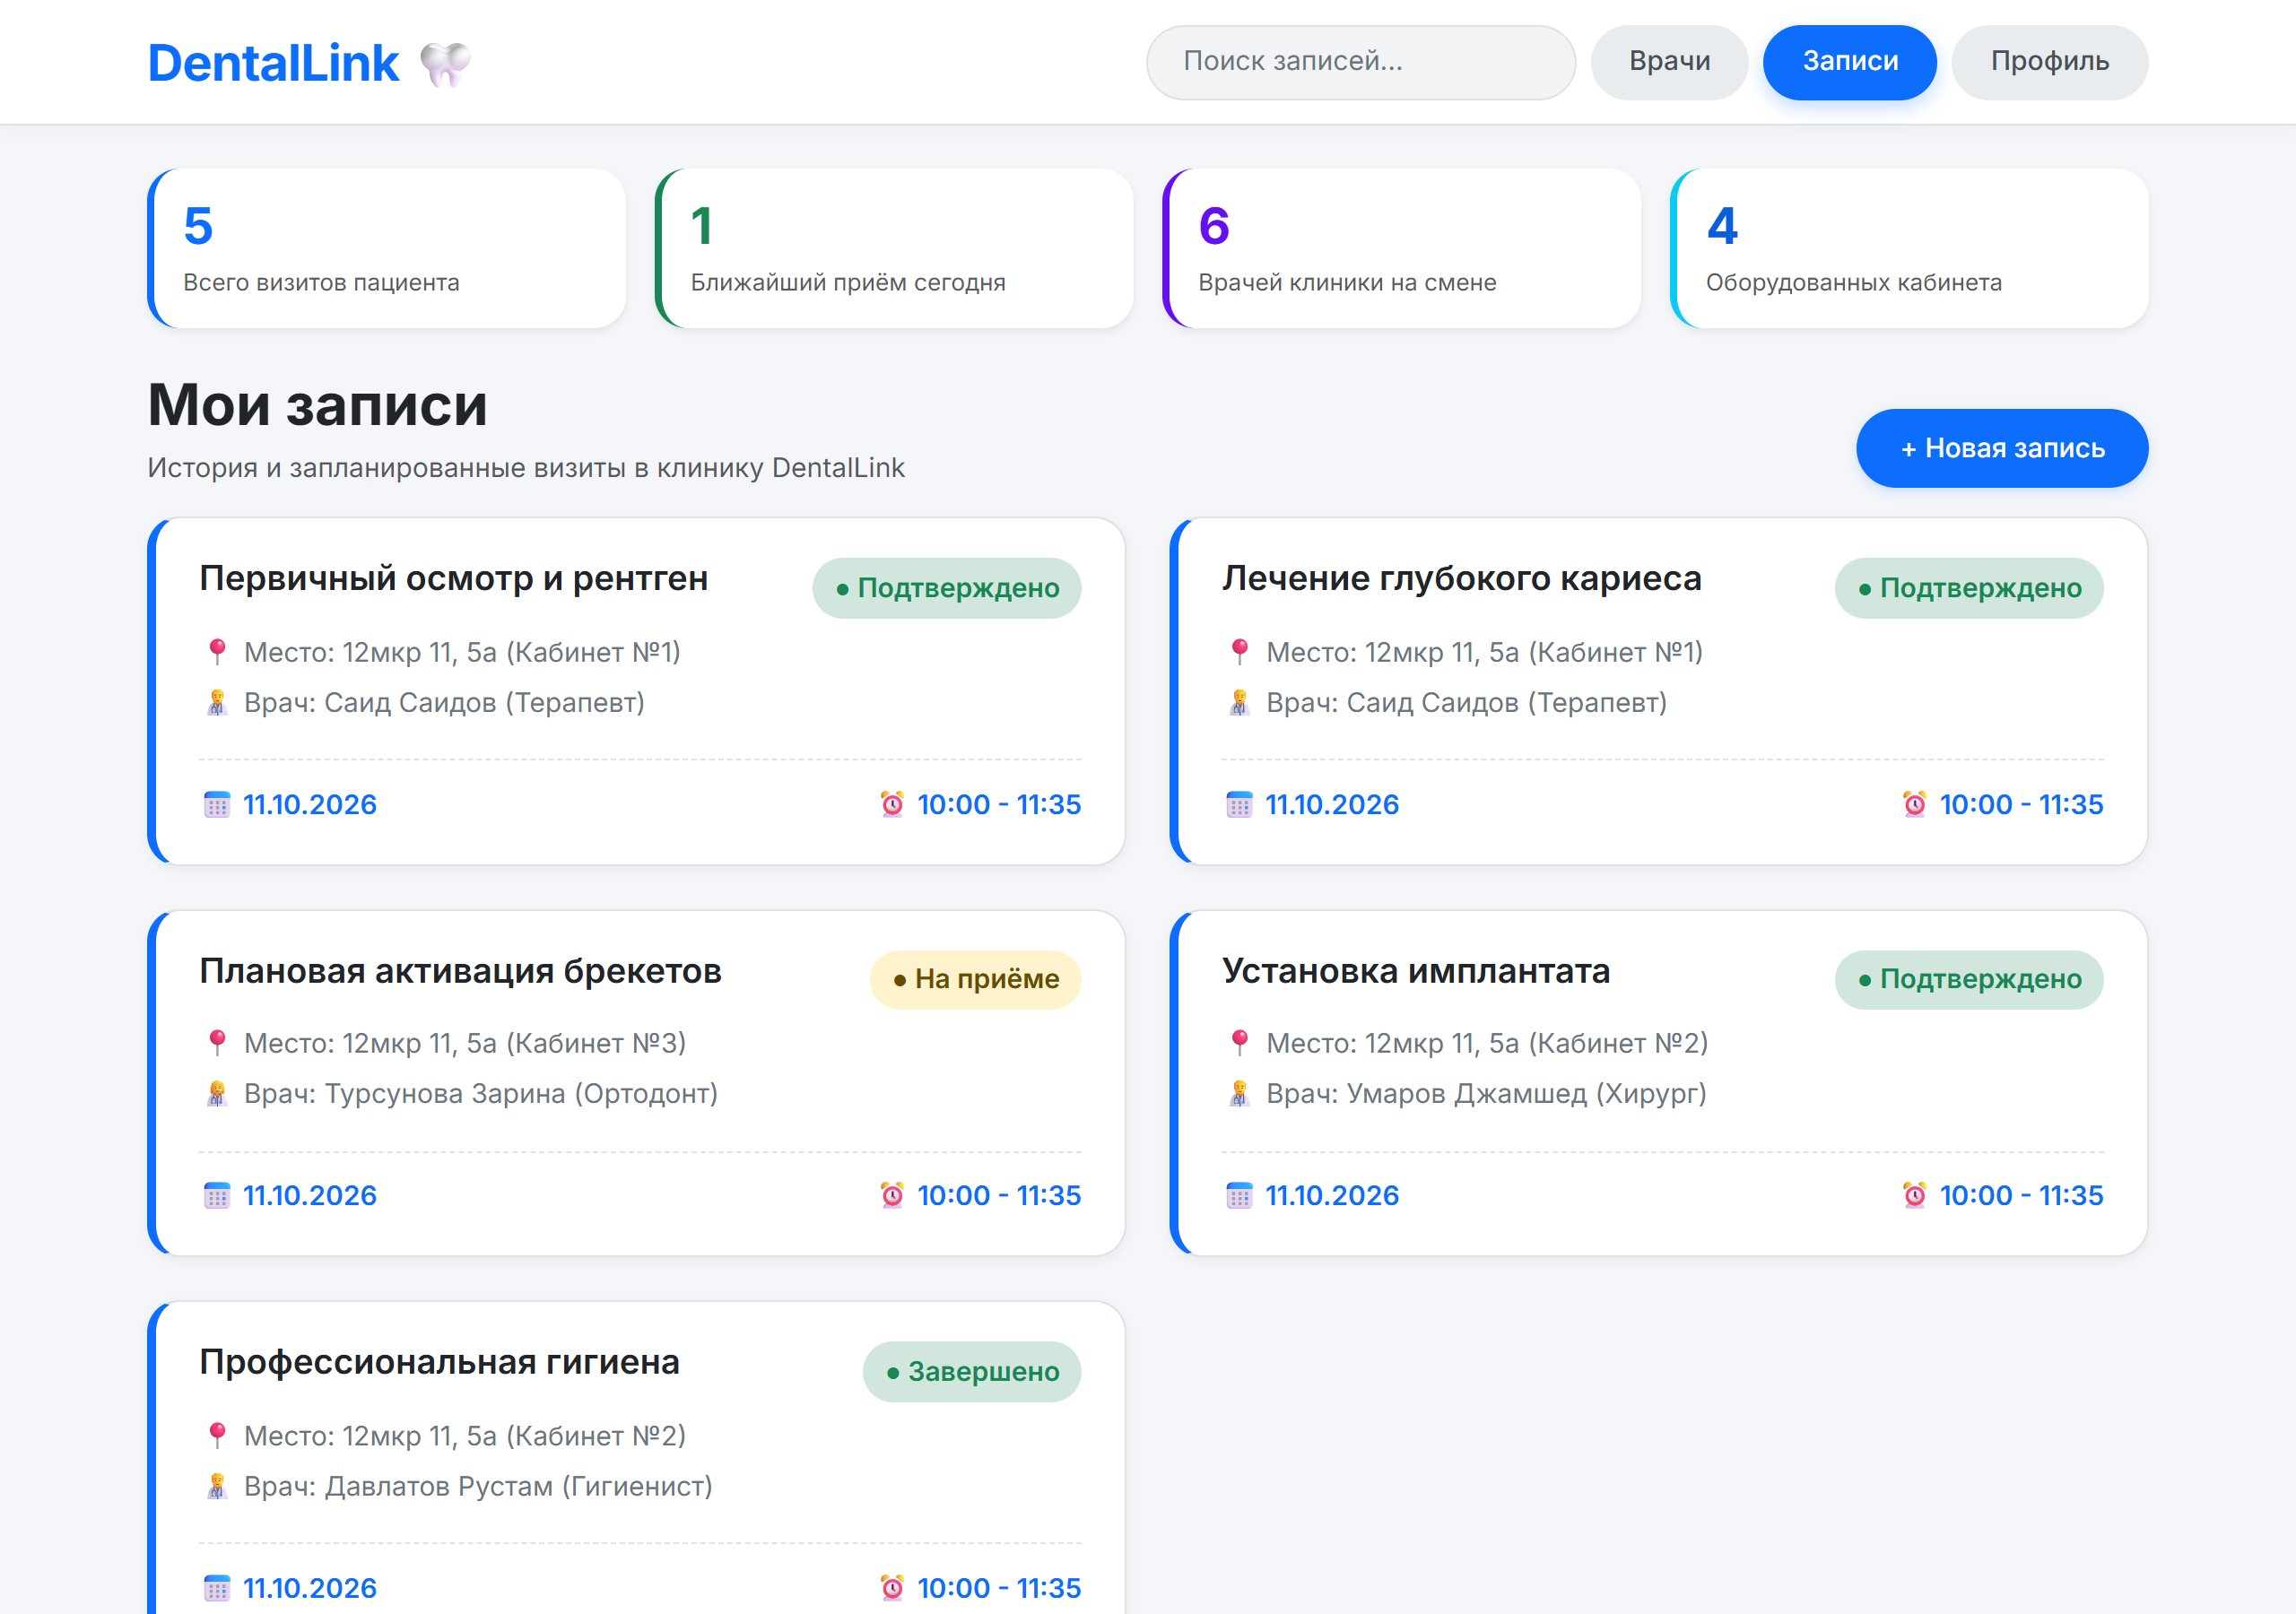 DentalLink
Поиск записей...
Врачи
Записи
Профиль
5
Всего визитов пациента
1
Ближайший приём сегодня
6
Врачей клиники на смене
4
Оборудованных кабинета
Мои записи
История и запланированные визиты в клинику DentalLink
+ Новая запись
Первичный осмотр и рентген
• Подтверждено
Место: 12мкр 11, 5а (Кабинет №1)
Врач: Саид Саидов (Терапевт)
11.10.2026
10:00 - 11:35
Лечение глубокого кариеса
• Подтверждено
Место: 12мкр 11, 5а (Кабинет №1)
Врач: Саид Саидов (Терапевт)
11.10.2026
10:00 - 11:35
Плановая активация брекетов
• На приёме
Место: 12мкр 11, 5а (Кабинет №3)
Врач: Турсунова Зарина (Ортодонт)
11.10.2026
10:00 - 11:35
Установка имплантата
• Подтверждено
Место: 12мкр 11, 5а (Кабинет №2)
Врач: Умаров Джамшед (Хирург)
11.10.2026
10:00 - 11:35
Профессиональная гигиена
• Завершено
Место: 12мкр 11, 5а (Кабинет №2)
Врач: Давлатов Рустам (Гигиенист)
11.10.2026
10:00 - 11:35